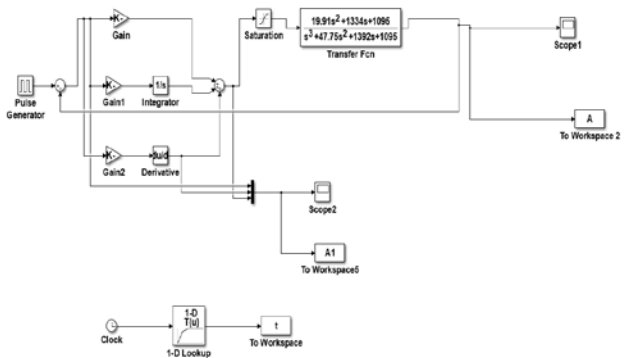 K-
Gain
Saturation
19.91s²+1334s+1095
s³+47.75s²+1392s+1095
Transfer Fcn
Scope1
Pulse
Generator
K-
Gain1
1/s
Integrator
A
To Workspace 2
K-
Gain2
du/dt
Derivative
Scope2
A1
To Workspace5
Clock
1-D
T(u)
1-D Lookup
t
To Workspace